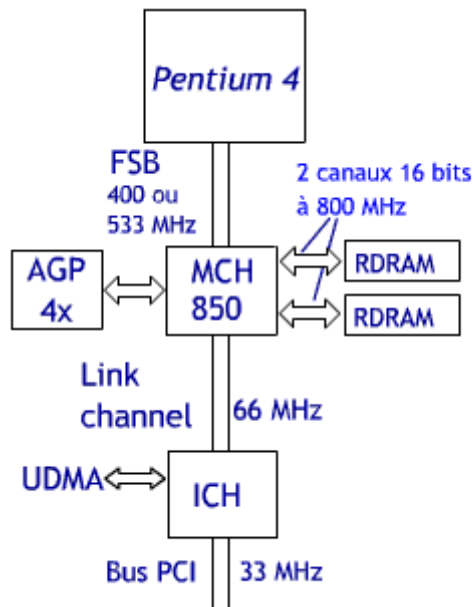 Pentium 4
FSB
400 ou
533 MHz
2 canaux 16 bits
à 800 MHz
AGP
4x
MCH
850
RDRAM
RDRAM
Link
channel
66 MHz
UDMA
ICH
Bus PCI
33 MHz